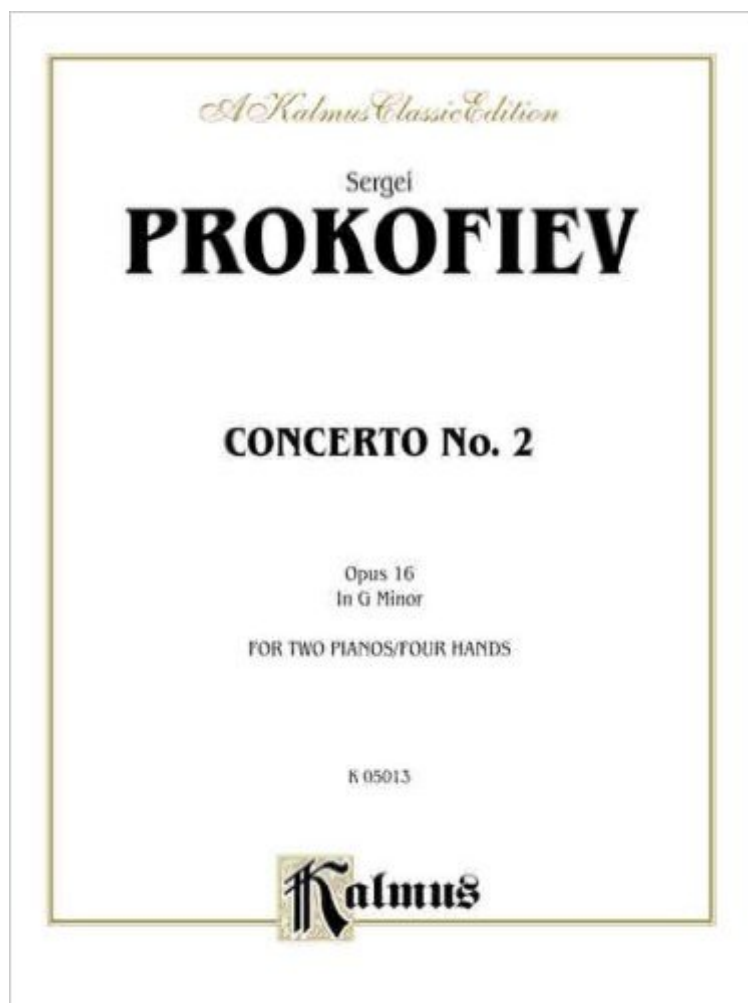 A Kalmus Classic Edition
Sergei
PROKOFIEV
CONCERTO No. 2
Opus 16
In G Minor
FOR TWO PIANOS/FOUR HANDS
K 05013
Kalmus